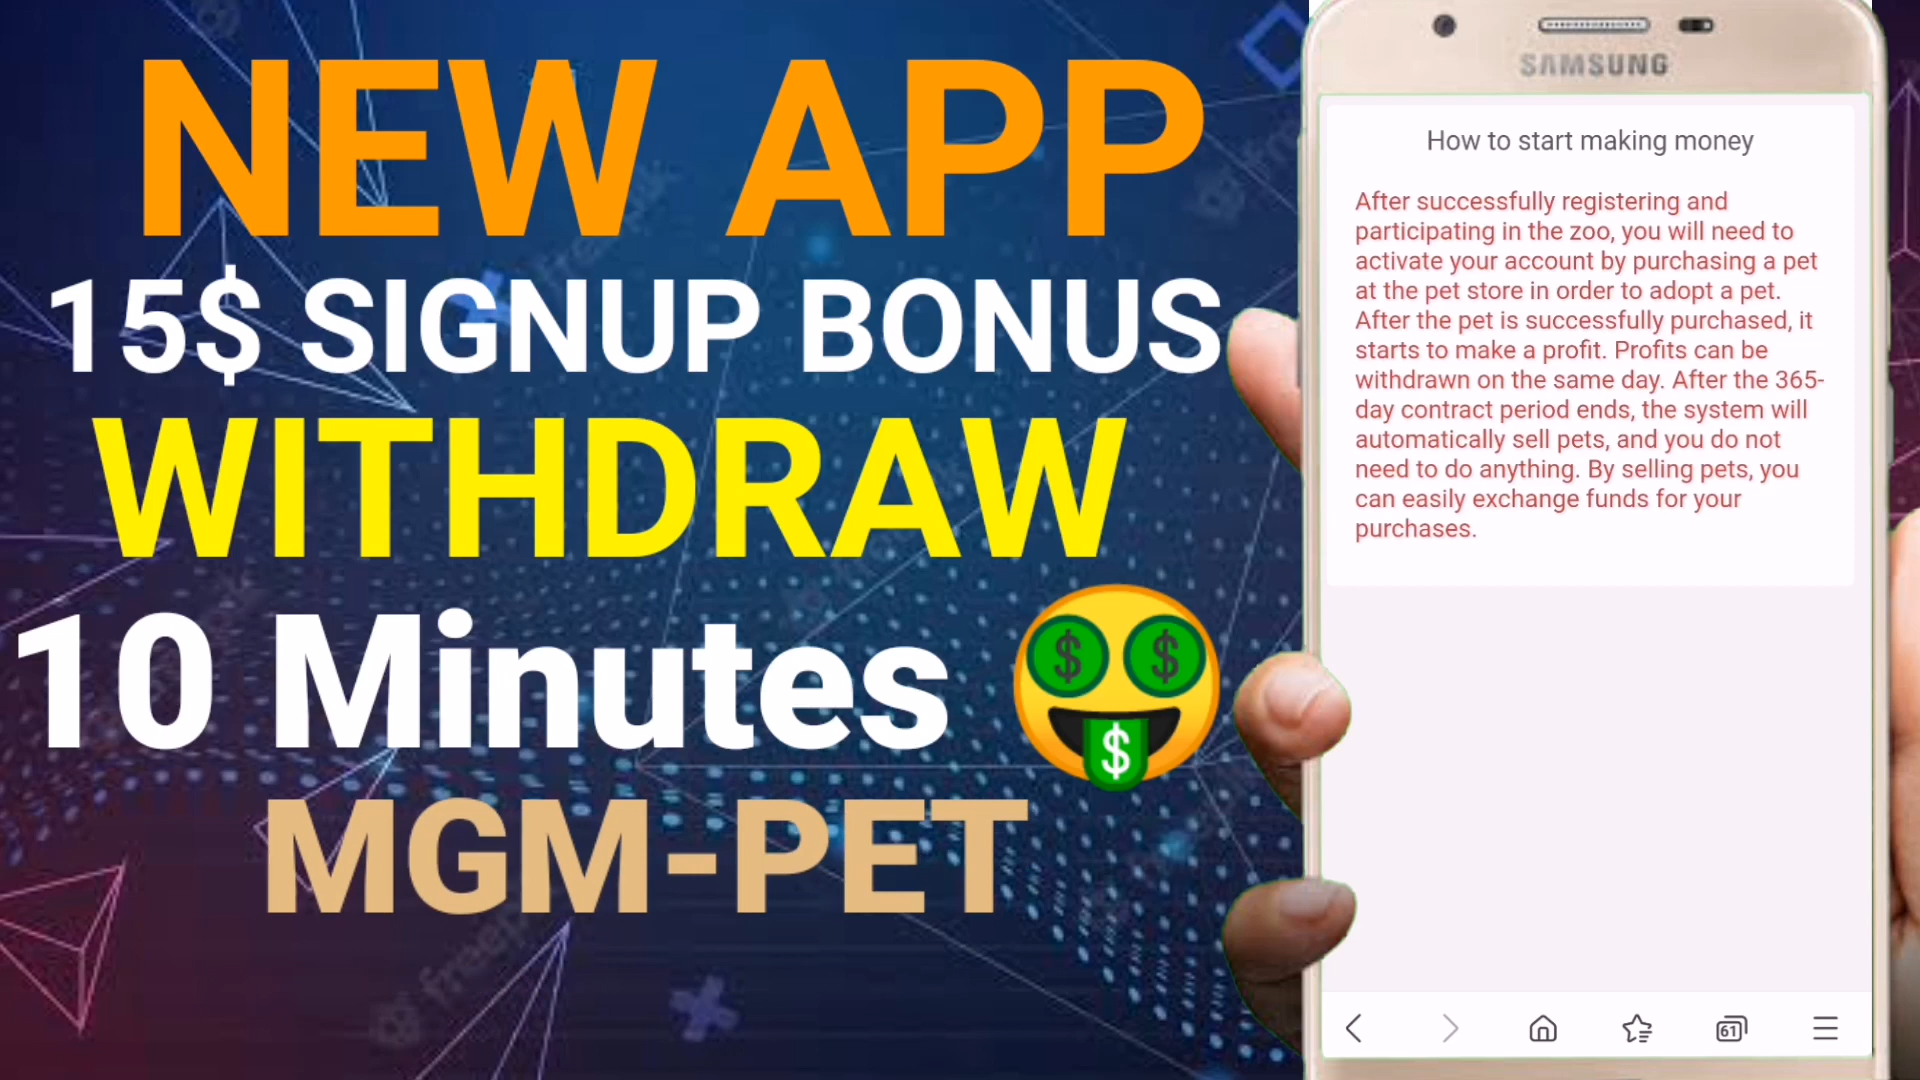 NEW APP
15$ SIGNUP BONUS
WITHDRAW
10 Minutes
MGM-PET
SAMSUNG
How to start making money
After successfully registering and
participating in the zoo, you will need to
activate your account by purchasing a pet
at the pet store in order to adopt a pet.
After the pet is successfully purchased, it
starts to make a profit. Profits can be
withdrawn on the same day. After the 365-
day contract period ends, the system will
automatically sell pets, and you do not
need to do anything. By selling pets, you
can easily exchange funds for your
purchases.
61